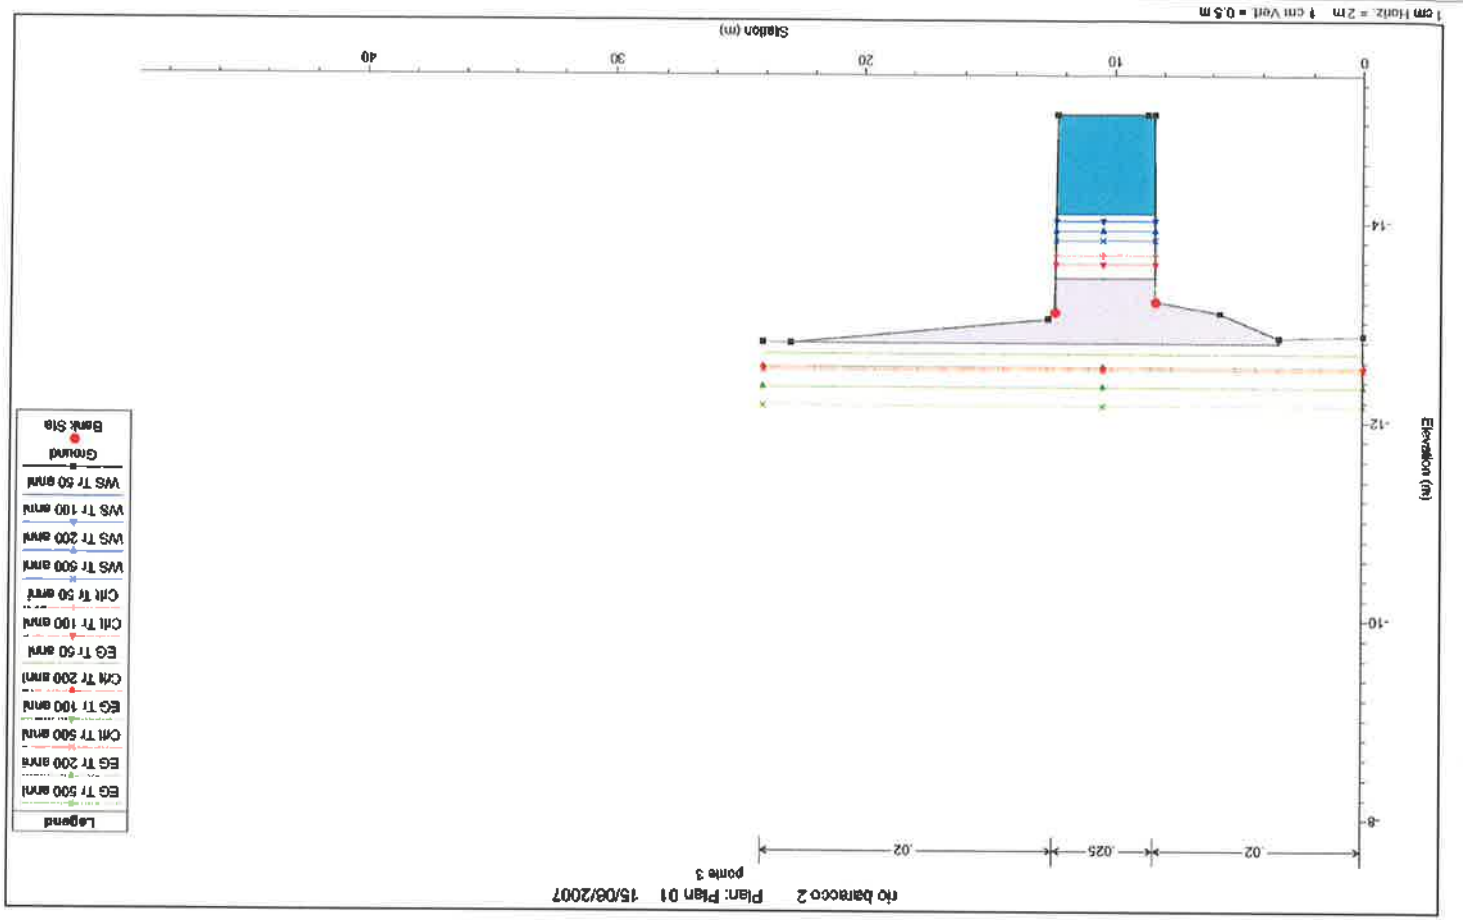 rio baracco 2 Plan: Plan 01 15/06/2007
ponte 3
.02
.025
.02
-8
-10
-12
-14
Elevation (m)
0
10
20
30
40
Station (m)
Legend
EG Tr 500 anni
EG Tr 200 anni
Crit Tr 500 anni
EG Tr 100 anni
Crit Tr 200 anni
EG Tr 50 anni
Crit Tr 100 anni
Crit Tr 50 anni
WS Tr 500 anni
WS Tr 200 anni
WS Tr 100 anni
WS Tr 50 anni
Ground
Bank Sta
1 cm Horiz. = 2 m 1 cm Vert. = 0.5 m